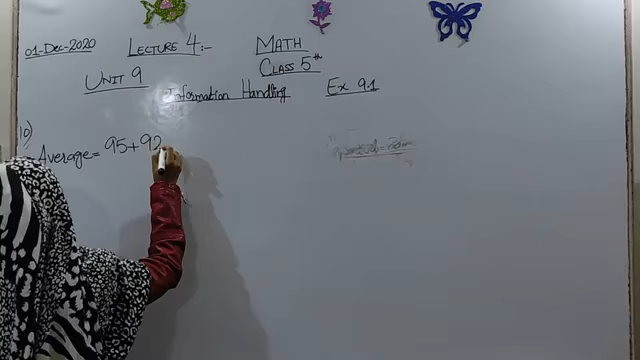 01-Dec-2020 LECTURE 4:- MATH
CLASS 5th
UNIT 9 Information Handling Ex 9.1
10)
Average = 95+92